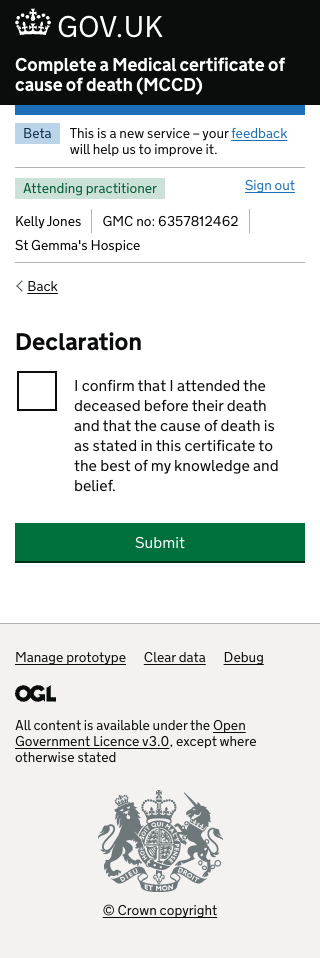 GOV.UK
Complete a Medical certificate of
cause of death (MCCD)
Beta
This is a new service – your feedback
will help us to improve it.
Attending practitioner
Sign out
Kelly Jones
GMC no: 6357812462
St Gemma's Hospice
Back
Declaration
I confirm that I attended the
deceased before their death
and that the cause of death is
as stated in this certificate to
the best of my knowledge and
belief.
Submit
Manage prototype Clear data Debug
OGL
All content is available under the Open
Government Licence v3.0, except where
otherwise stated
DIEU ET MON DROIT
© Crown copyright